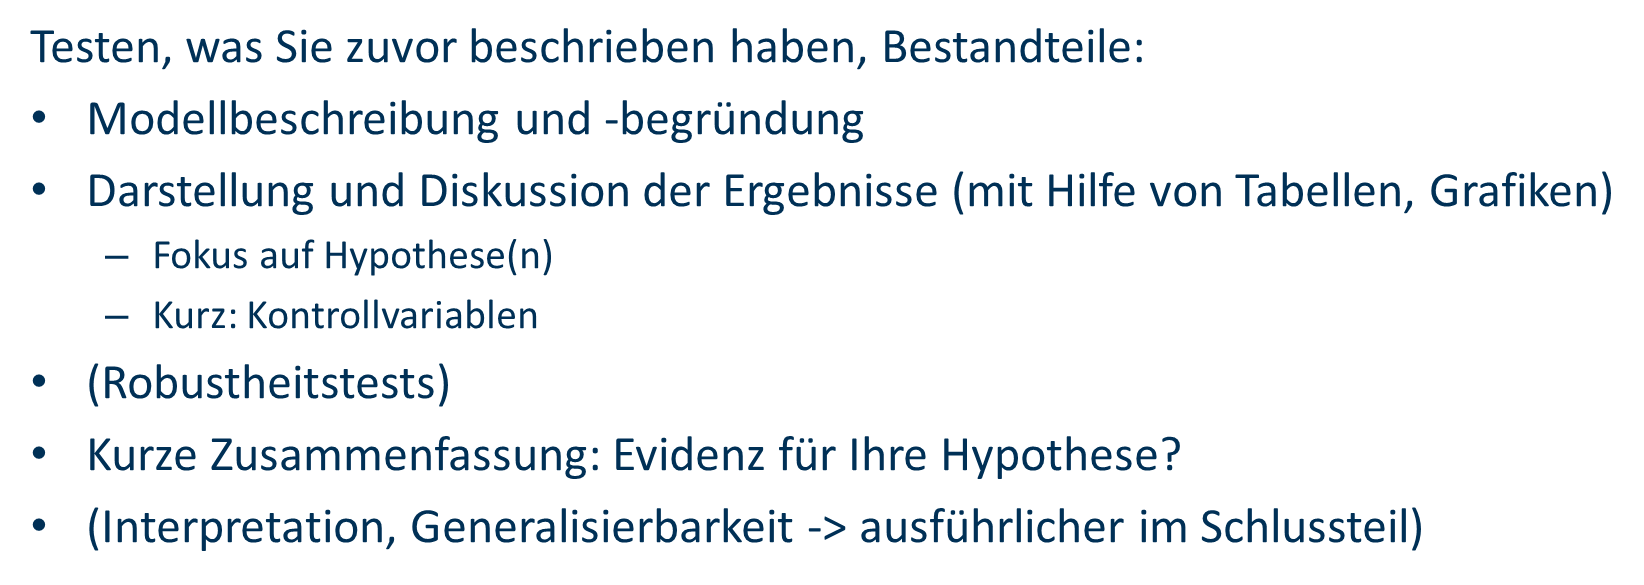 Testen, was Sie zuvor beschrieben haben, Bestandteile:
• Modellbeschreibung und -begründung
• Darstellung und Diskussion der Ergebnisse (mit Hilfe von Tabellen, Grafiken)
– Fokus auf Hypothese(n)
– Kurz: Kontrollvariablen
• (Robustheitstests)
• Kurze Zusammenfassung: Evidenz für Ihre Hypothese?
• (Interpretation, Generalisierbarkeit -> ausführlicher im Schlussteil)